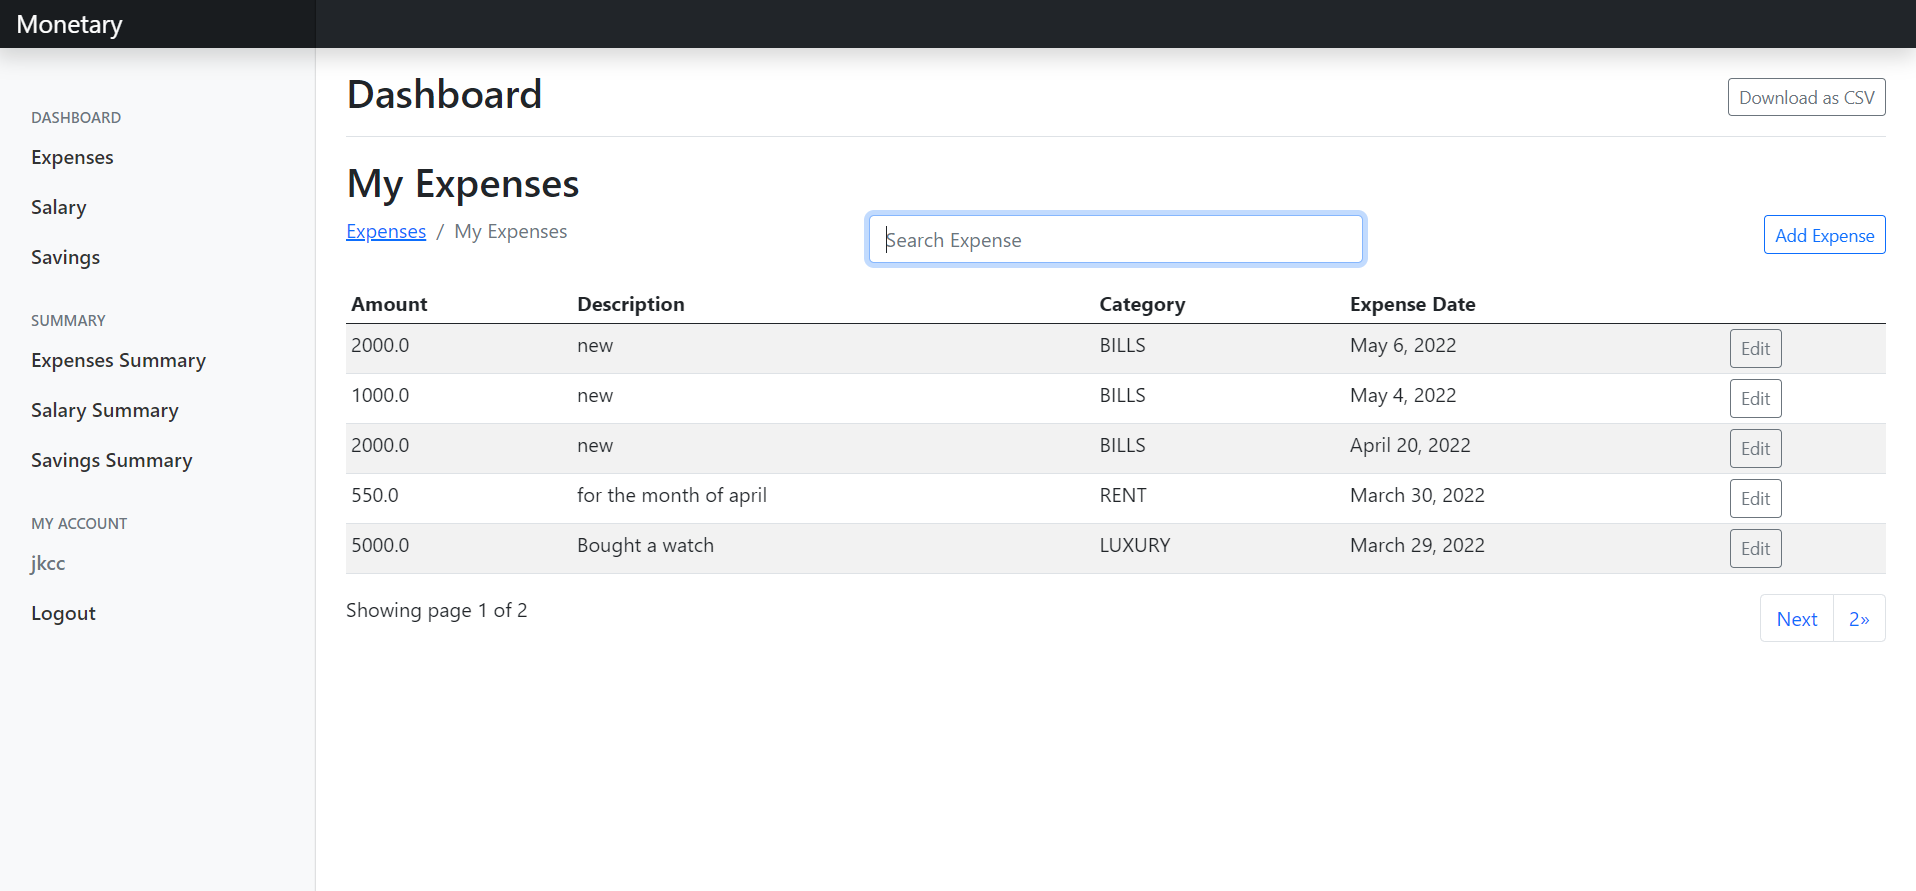 Monetary
DASHBOARD
Expenses
Salary
Savings
SUMMARY
Expenses Summary
Salary Summary
Savings Summary
MY ACCOUNT
jkcc
Logout
Dashboard
Download as CSV
My Expenses
Expenses / My Expenses
Search Expense
Add Expense
Amount Description Category Expense Date
2000.0 new BILLS May 6, 2022 Edit
1000.0 new BILLS May 4, 2022 Edit
2000.0 new BILLS April 20, 2022 Edit
550.0 for the month of april RENT March 30, 2022 Edit
5000.0 Bought a watch LUXURY March 29, 2022 Edit
Showing page 1 of 2
Next 2»